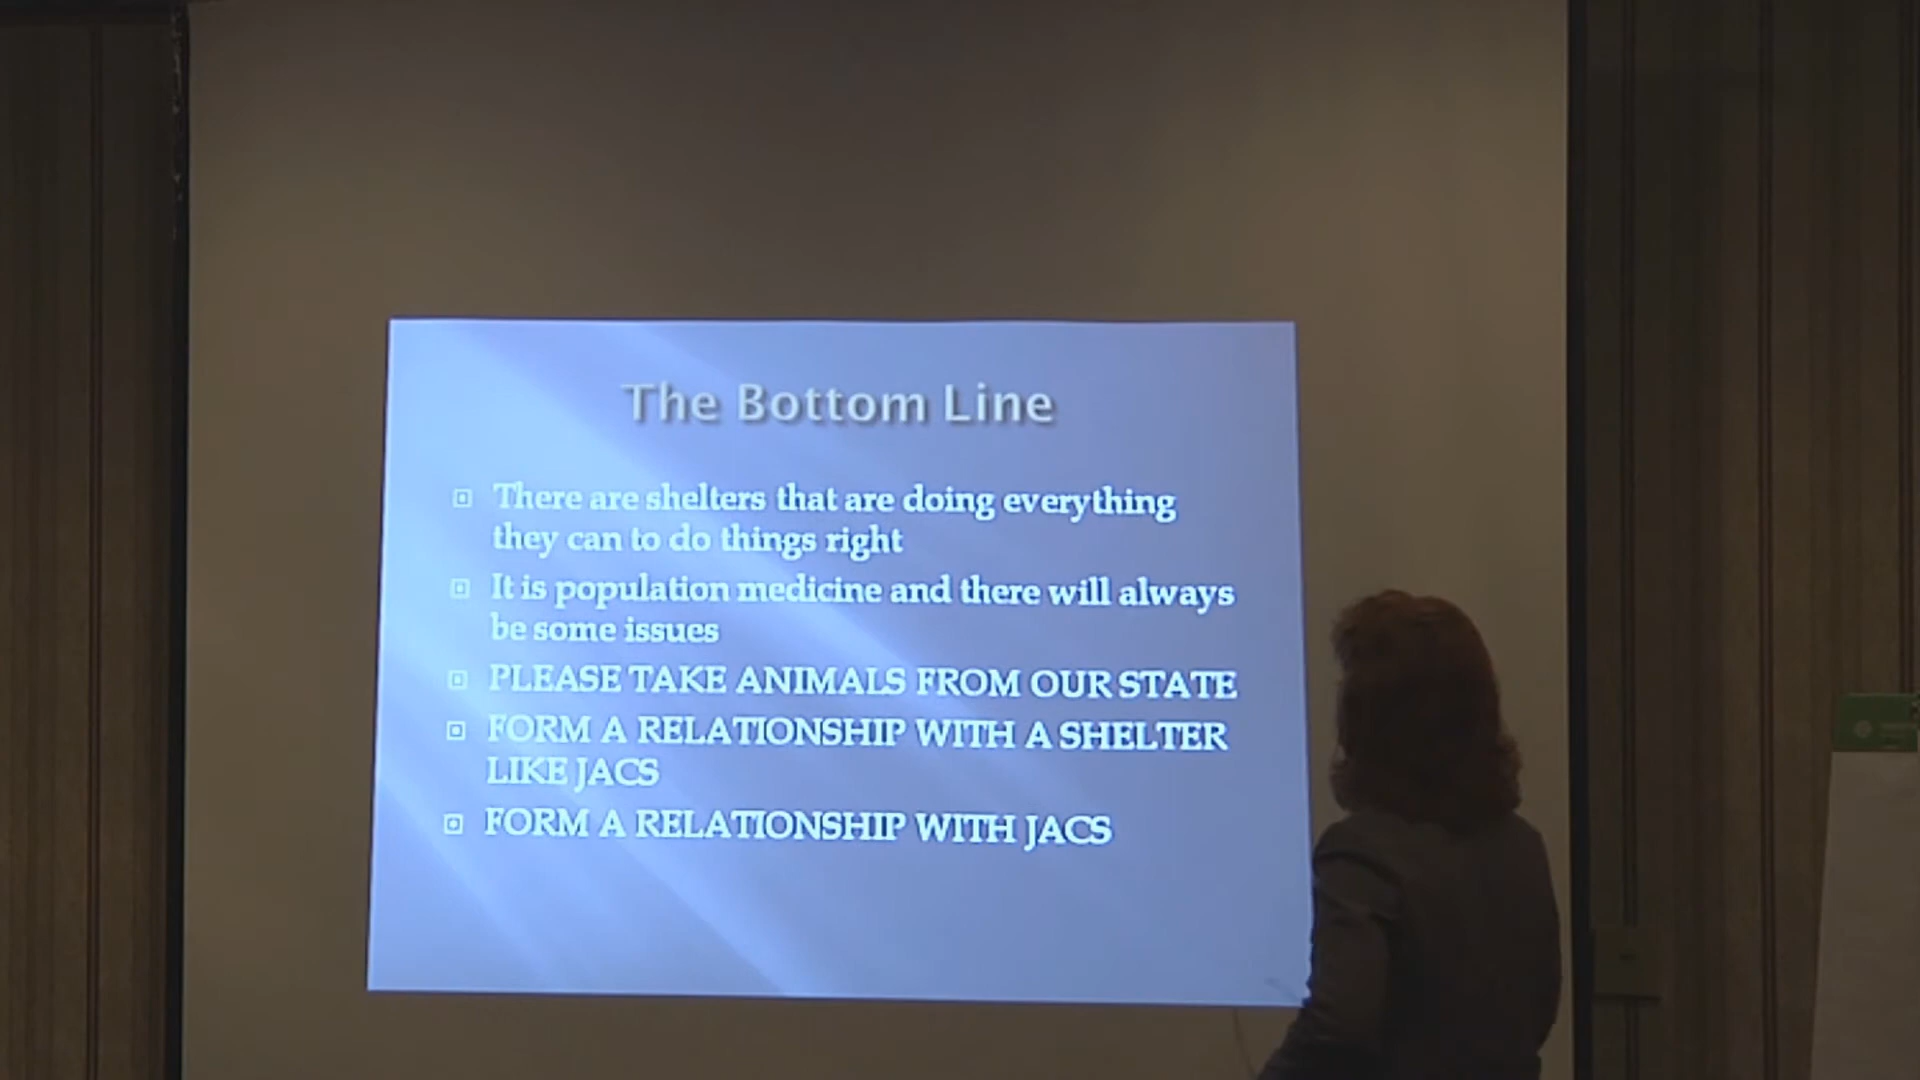 The Bottom Line
There are shelters that are doing everything
they can to do things right
It is population medicine and there will always
be some issues
PLEASE TAKE ANIMALS FROM OUR STATE
FORM A RELATIONSHIP WITH A SHELTER
LIKE JACS
FORM A RELATIONSHIP WITH JACS